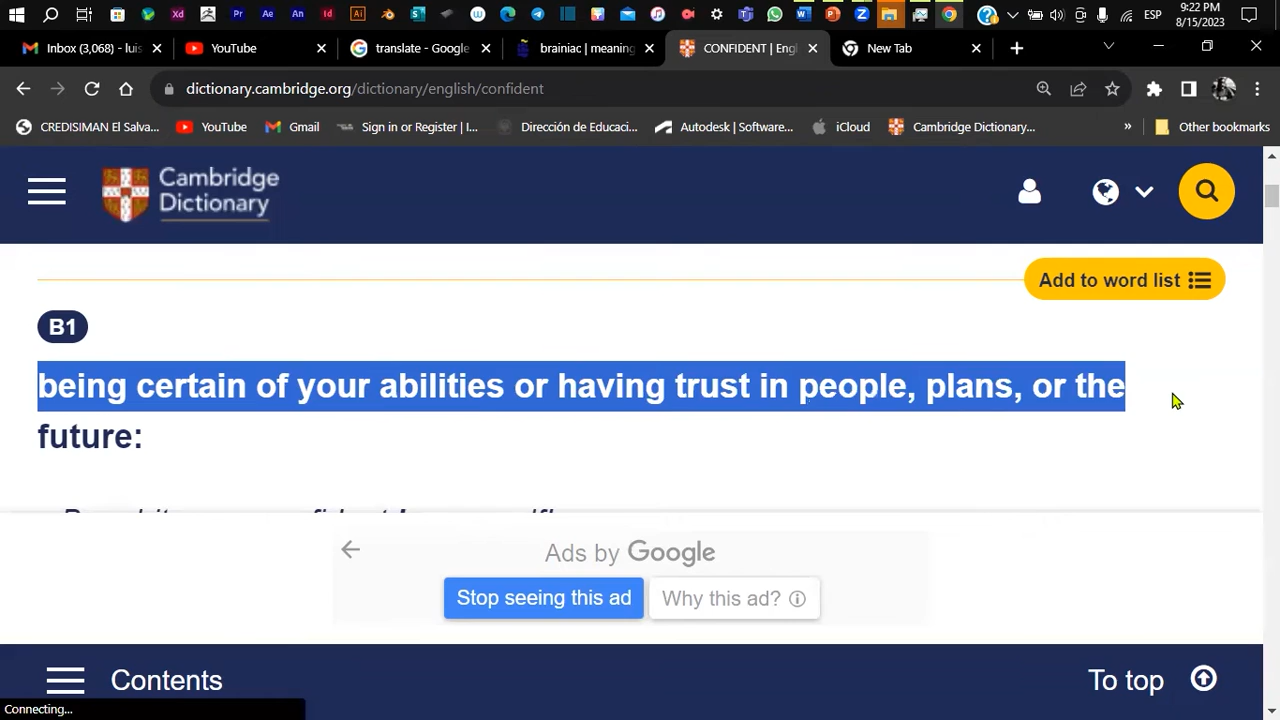 9:22 PM
ESP
8/15/2023
Inbox (3,068) - luis
YouTube
translate - Google
brainiac | meaning
CONFIDENT | Engl
New Tab
dictionary.cambridge.org/dictionary/english/confident
CREDISIMAN El Salva...
YouTube
Gmail
Sign in or Register | I...
Dirección de Educaci...
Autodesk | Software...
iCloud
Cambridge Dictionary...
»
Other bookmarks
Cambridge
Dictionary
Add to word list
B1
being certain of your abilities or having trust in people, plans, or the
future:
Ads by Google
Stop seeing this ad
Why this ad?
Contents
To top
Connecting...